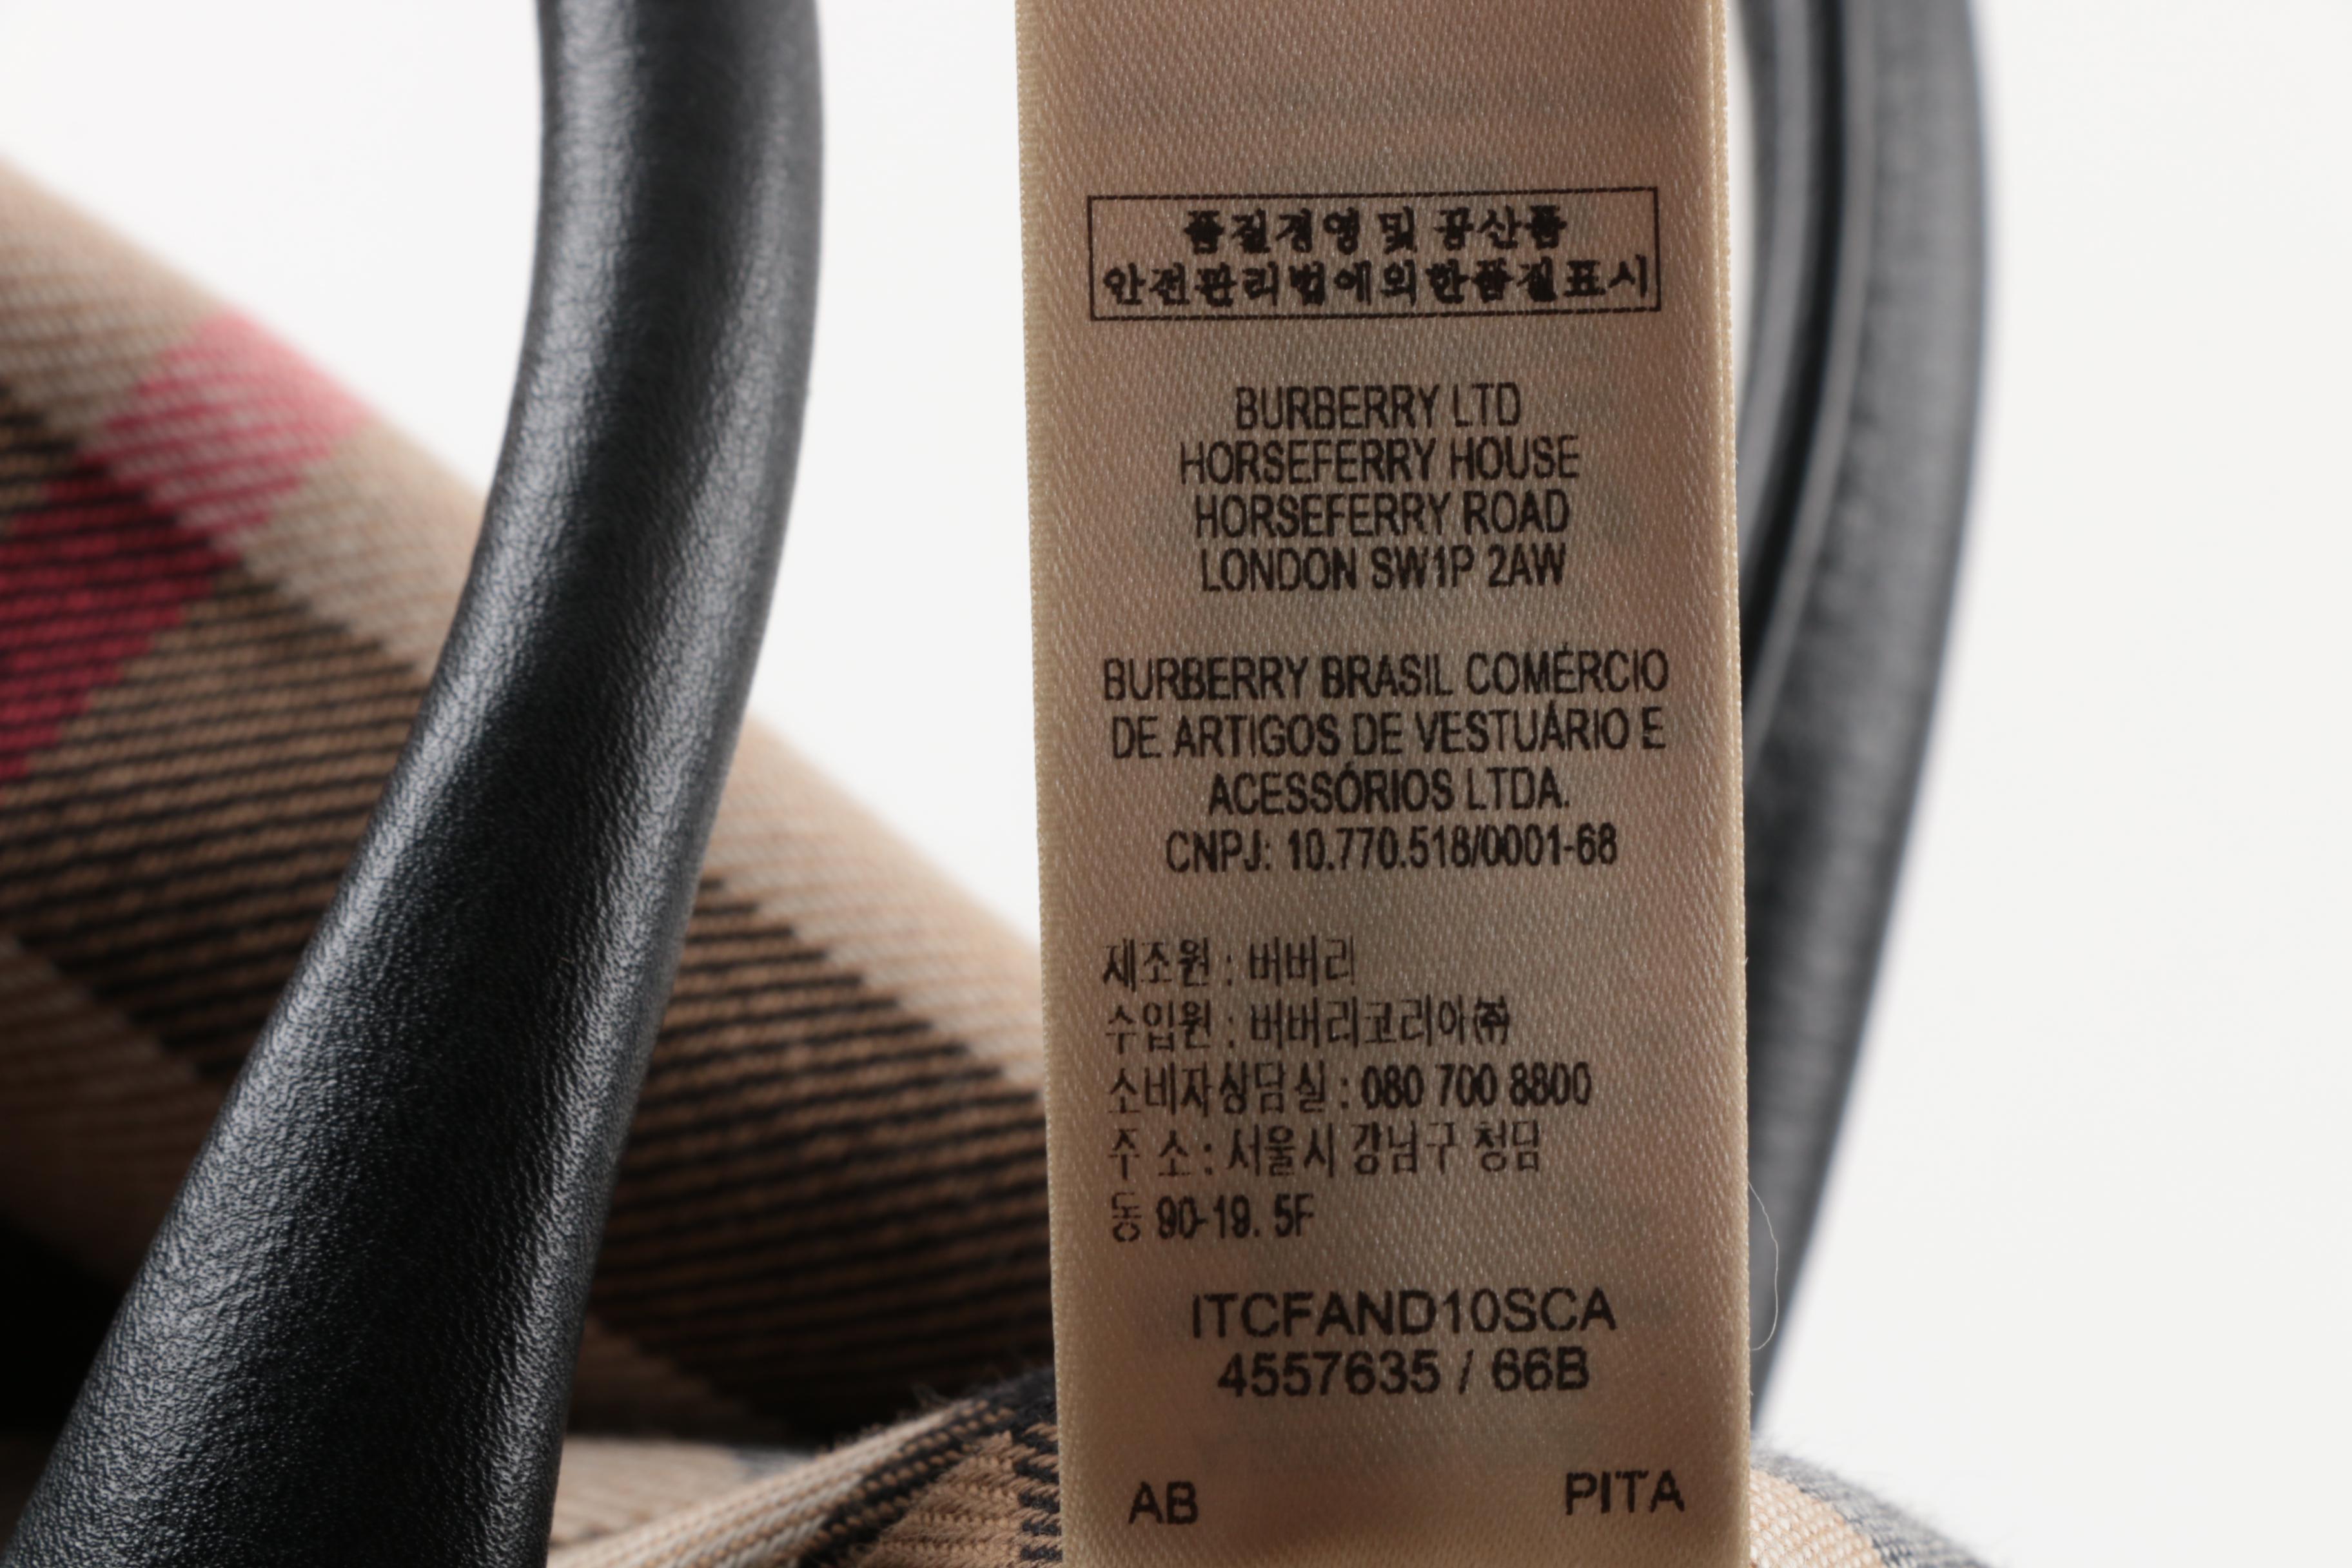 품질경영 및 공산품
안전관리법에의한품질표시
BURBERRY LTD
HORSEFERRY HOUSE
HORSEFERRY ROAD
LONDON SW1P 2AW
BURBERRY BRASIL COMÉRCIO
DE ARTIGOS DE VESTUÁRIO E
ACESSÓRIOS LTDA.
CNPJ: 10.770.518/0001-68
제조원 : 버버리
수입원 : 버버리코리아㈜
소비자상담실 : 080 700 8800
주 소 : 서울시 강남구 청담
동 90-19. 5F
ITCFAND10SCA
4557635 / 66B
AB PITA